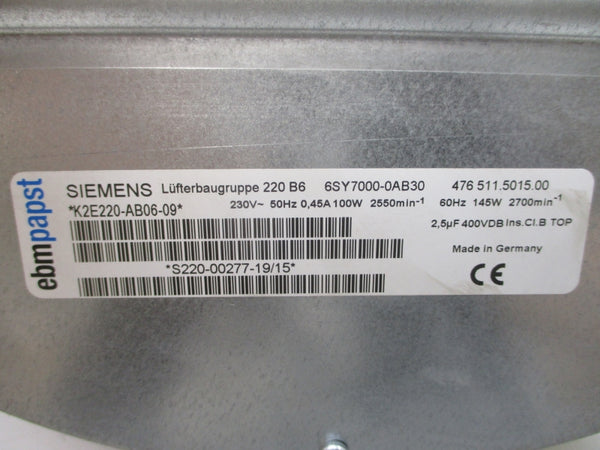 ebmpapst
SIEMENS Lüfterbaugruppe 220 B6 6SY7000-0AB30 476 511.5015.00
*K2E220-AB06-09* 230V~ 50Hz 0,45A 100W 2550min⁻¹ 60Hz 145W 2700min⁻¹
2,5µF 400VDB Ins.Cl.B TOP
Made in Germany
*S220-00277-19/15*
CE